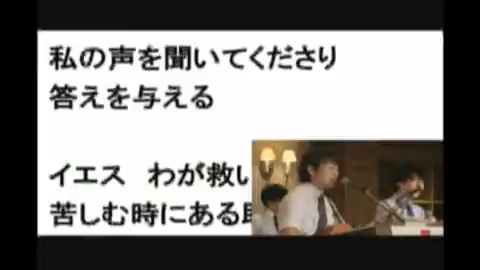 私の声を聞いてくださり
答えを与える
イエス わが救い
苦しむ時にある